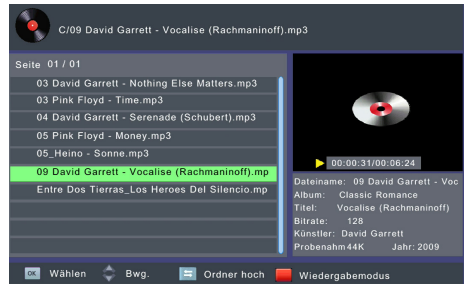 C/09 David Garrett - Vocalise (Rachmaninoff).mp3
Seite 01 / 01
03 David Garrett - Nothing Else Matters.mp3
03 Pink Floyd - Time.mp3
04 David Garrett - Serenade (Schubert).mp3
05 Pink Floyd - Money.mp3
05_Heino - Sonne.mp3
09 David Garrett - Vocalise (Rachmaninoff).mp
Entre Dos Tierras_Los Heroes Del Silencio.mp
00:00:31/00:06:24
Dateiname: 09 David Garrett - Voc
Album: Classic Romance
Titel: Vocalise (Rachmaninoff)
Bitrate: 128
Künstler: David Garrett
Probenahm44K Jahr: 2009
OK Wählen Bwg. Ordner hoch Wiedergabemodus